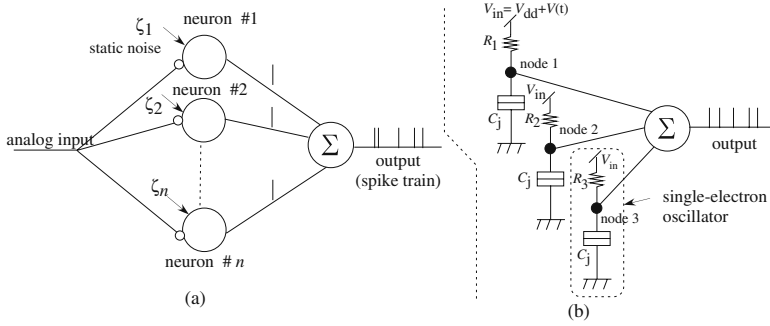 ζ1
neuron #1
static noise
ζ2
neuron #2
analog input
Σ
output
(spike train)
ζn
neuron # n
(a)
Vin= Vdd+V(t)
R1
node 1
Cj
Vin
R2
node 2
Cj
Vin
R3
node 3
Cj
Σ
output
single-electron
oscillator
(b)